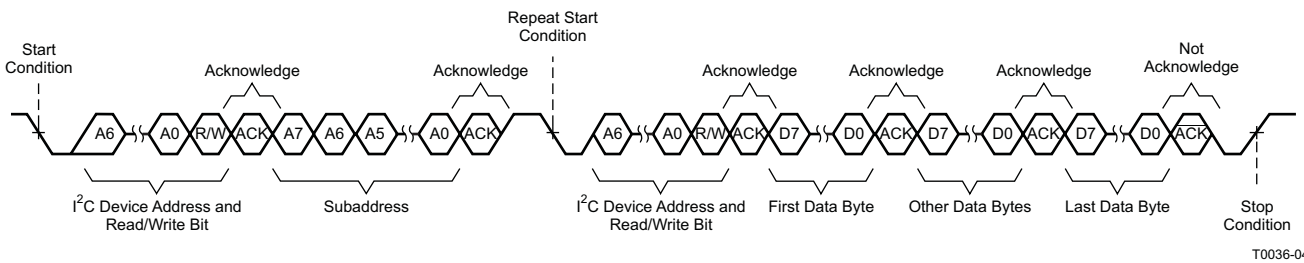 Repeat Start
Condition
Start
Condition
Not
Acknowledge
Acknowledge
Acknowledge
Acknowledge
Acknowledge
Acknowledge
A6 A0 R/W ACK A7 A6 A5 A0 ACK A6 A0 R/W ACK D7 D0 ACK D7 D0 ACK D7 D0 A̅C̅K̅
I²C Device Address and
Read/Write Bit
Subaddress
I²C Device Address and
Read/Write Bit
First Data Byte
Other Data Bytes
Last Data Byte
Stop
Condition
T0036-04